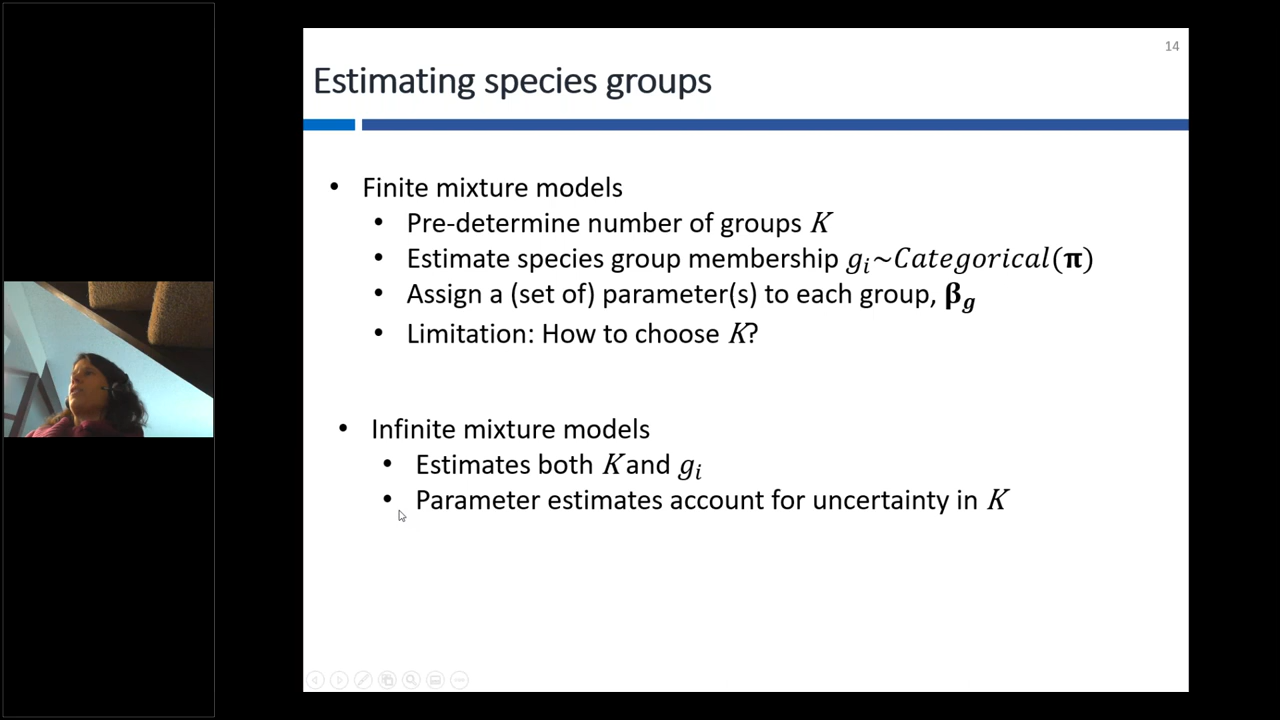 14
Estimating species groups
• Finite mixture models
• Pre-determine number of groups K
• Estimate species group membership gᵢ~Categorical(𝛑)
• Assign a (set of) parameter(s) to each group, 𝛃_g
• Limitation: How to choose K?
• Infinite mixture models
• Estimates both K and gᵢ
• Parameter estimates account for uncertainty in K